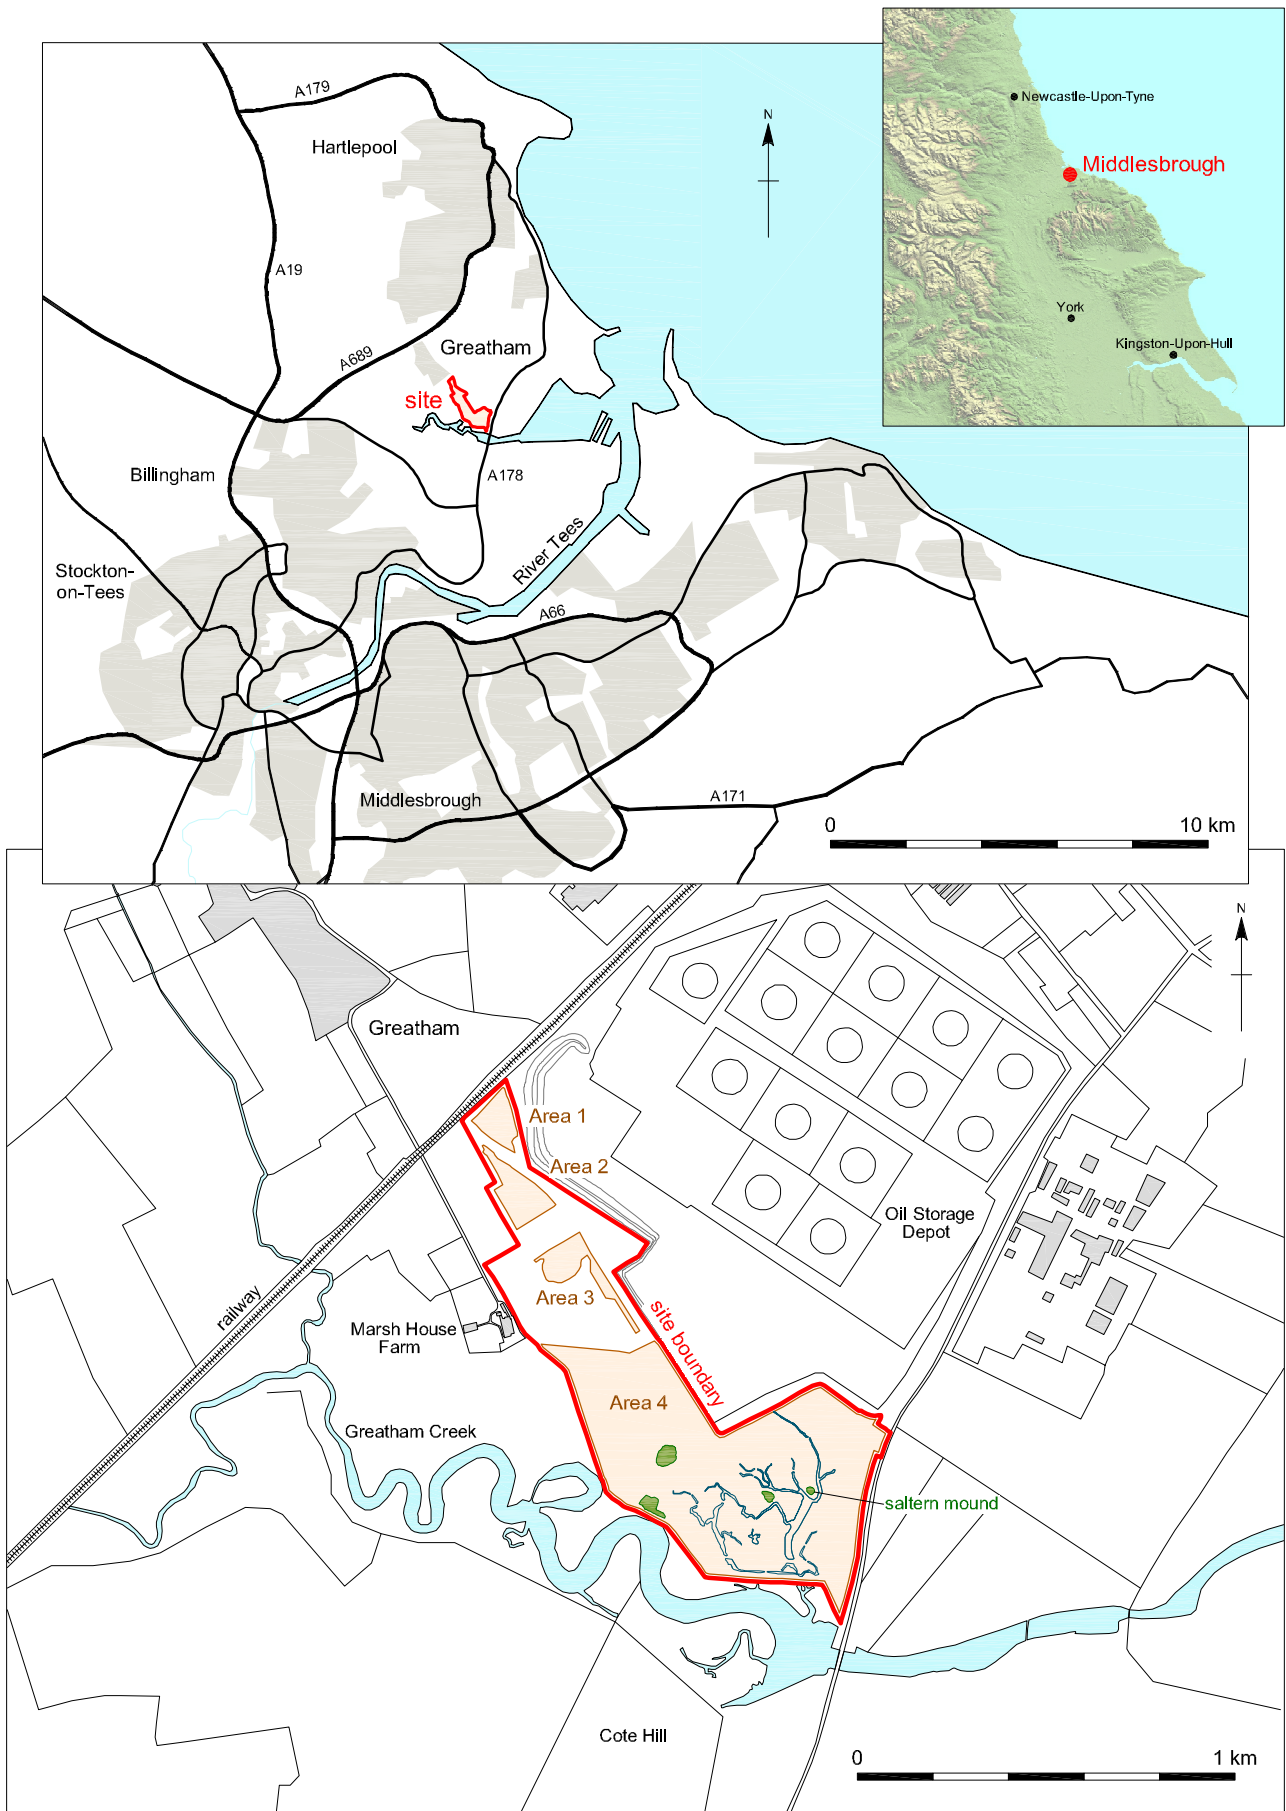 N
Newcastle-Upon-Tyne
Middlesbrough
York
Kingston-Upon-Hull
A179
Hartlepool
A19
A689
Greatham
site
Billingham
A178
Stockton-
on-Tees
River Tees
A66
Middlesbrough
A171
0 10 km
N
Greatham
Area 1
Area 2
Oil Storage
Depot
Area 3
railway
Marsh House
Farm
site boundary
Area 4
Greatham Creek
saltern mound
Cote Hill
0 1 km